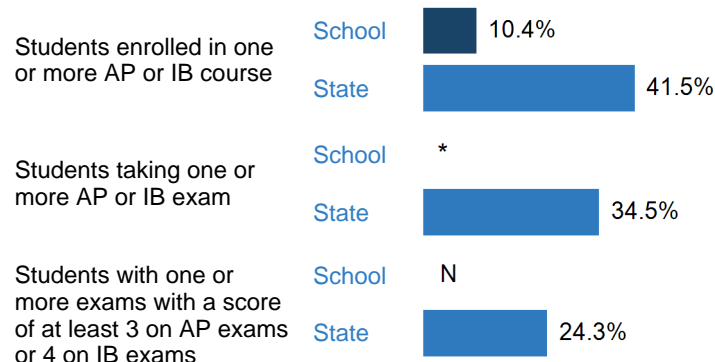 Students enrolled in one
or more AP or IB course
School
10.4%
State
41.5%
Students taking one or
more AP or IB exam
School
*
State
34.5%
Students with one or
more exams with a score
of at least 3 on AP exams
or 4 on IB exams
School
N
State
24.3%